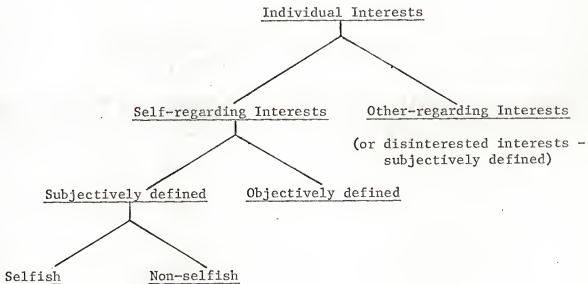 Individual Interests
Self-regarding Interests Other-regarding Interests
(or disinterested interests -
subjectively defined)
Subjectively defined Objectively defined
Selfish Non-selfish